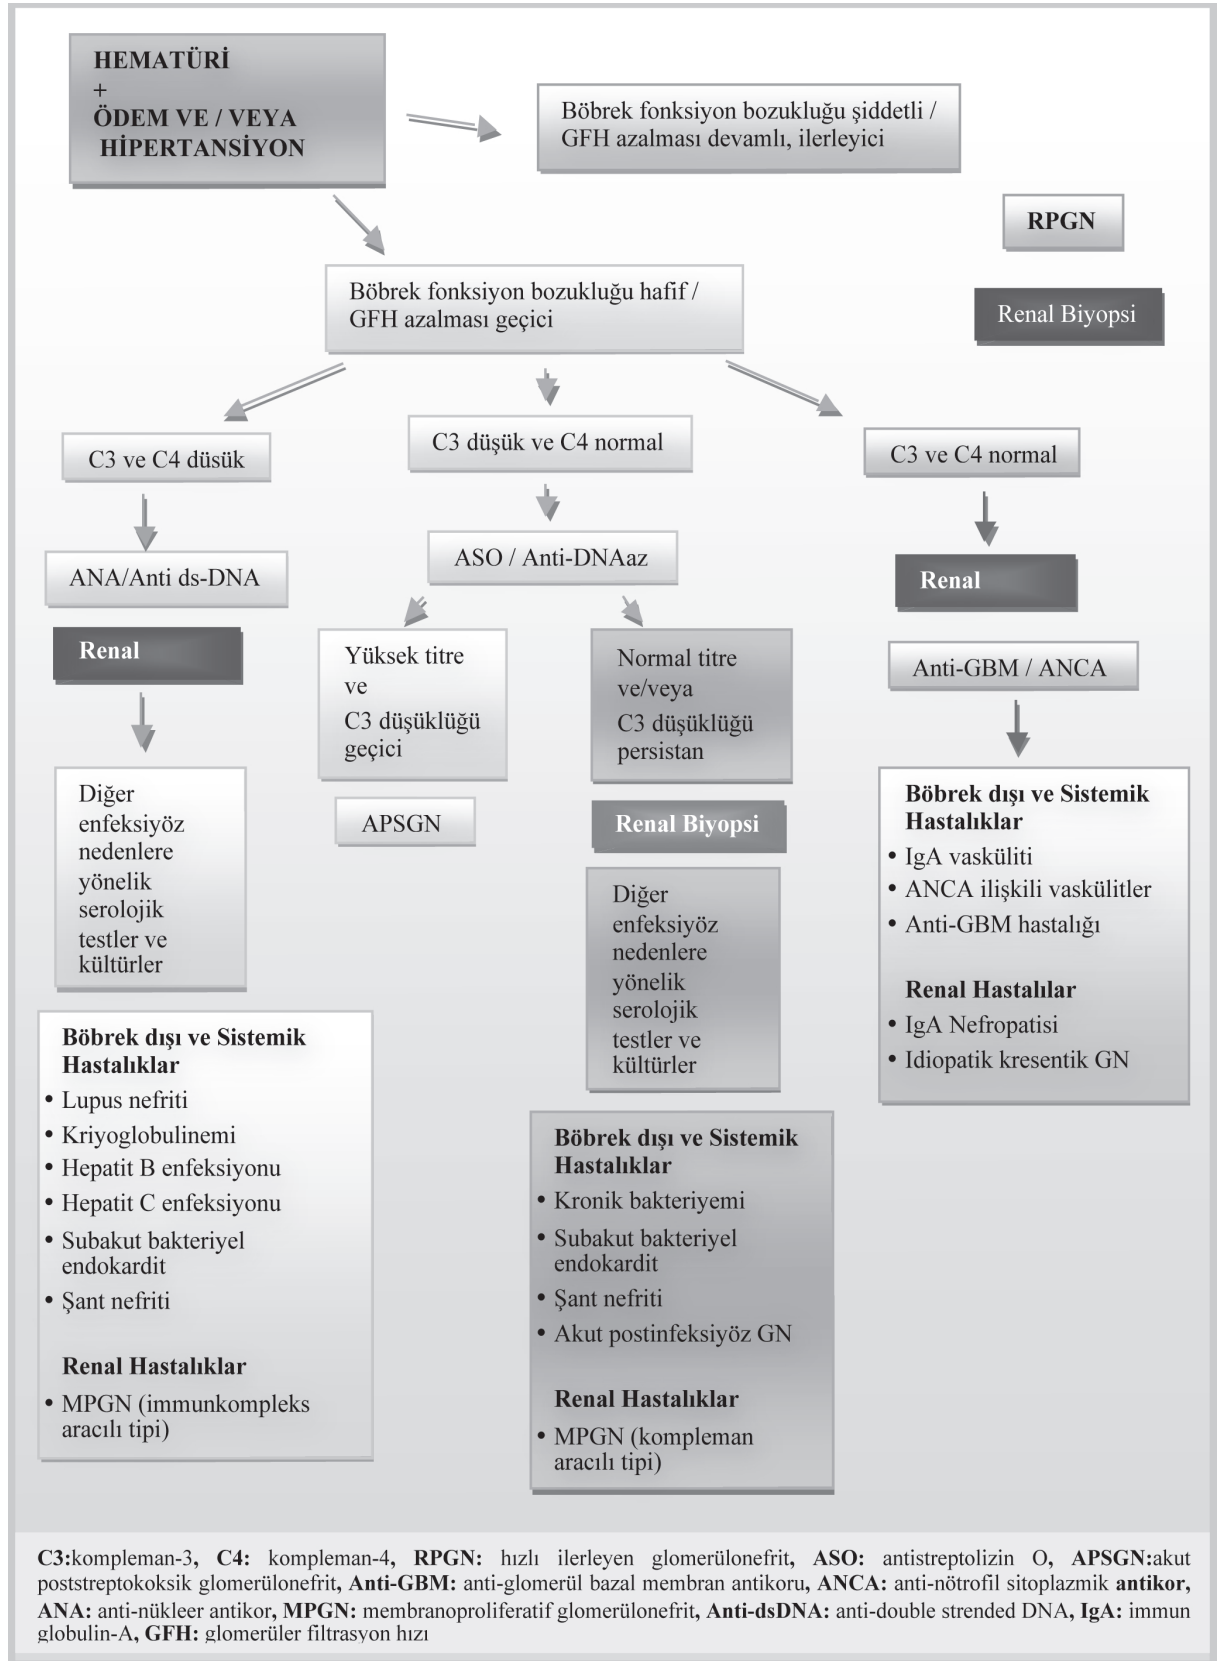 HEMATÜRİ
+
ÖDEM VE / VEYA
HİPERTANSİYON
Böbrek fonksiyon bozukluğu şiddetli /
GFH azalması devamlı, ilerleyici
RPGN
Renal Biyopsi
Böbrek fonksiyon bozukluğu hafif /
GFH azalması geçici
C3 ve C4 düsük
ANA/Anti ds-DNA
Renal
Diğer
enfeksiyöz
nedenlere
yönelik
serolojik
testler ve
kültürler
Böbrek dışı ve Sistemik
Hastalıklar
• Lupus nefriti
• Kriyoglobulinemi
• Hepatit B enfeksiyonu
• Hepatit C enfeksiyonu
• Subakut bakteriyel
endokardit
• Şant nefriti
Renal Hastalıklar
• MPGN (immunkompleks
aracılı tipi)
C3 düşük ve C4 normal
ASO / Anti-DNAaz
Yüksek titre
ve
C3 düşüklüğü
geçici
APSGN
Normal titre
ve/veya
C3 düşüklüğü
persistan
Renal Biyopsi
Diğer
enfeksiyöz
nedenlere
yönelik
serolojik
testler ve
kültürler
Böbrek dışı ve Sistemik
Hastalıklar
• Kronik bakteriyemi
• Subakut bakteriyel
endokardit
• Şant nefriti
• Akut postinfeksiyöz GN
Renal Hastalıklar
• MPGN (kompleman
aracılı tipi)
C3 ve C4 normal
Renal
Anti-GBM / ANCA
Böbrek dışı ve Sistemik
Hastalıklar
• IgA vasküliti
• ANCA ilişkili vaskülitler
• Anti-GBM hastalığı
Renal Hastalılar
• IgA Nefropatisi
• Idiopatik kresentik GN
C3:kompleman-3, C4: kompleman-4, RPGN: hızlı ilerleyen glomerülonefrit, ASO: antistreptolizin O, APSGN:akut
poststreptokoksik glomerülonefrit, Anti-GBM: anti-glomerül bazal membran antikoru, ANCA: anti-nötrofil sitoplazmik antikor,
ANA: anti-nükleer antikor, MPGN: membranoproliferatif glomerülonefrit, Anti-dsDNA: anti-double strended DNA, IgA: immun
globulin-A, GFH: glomerüler filtrasyon hızı